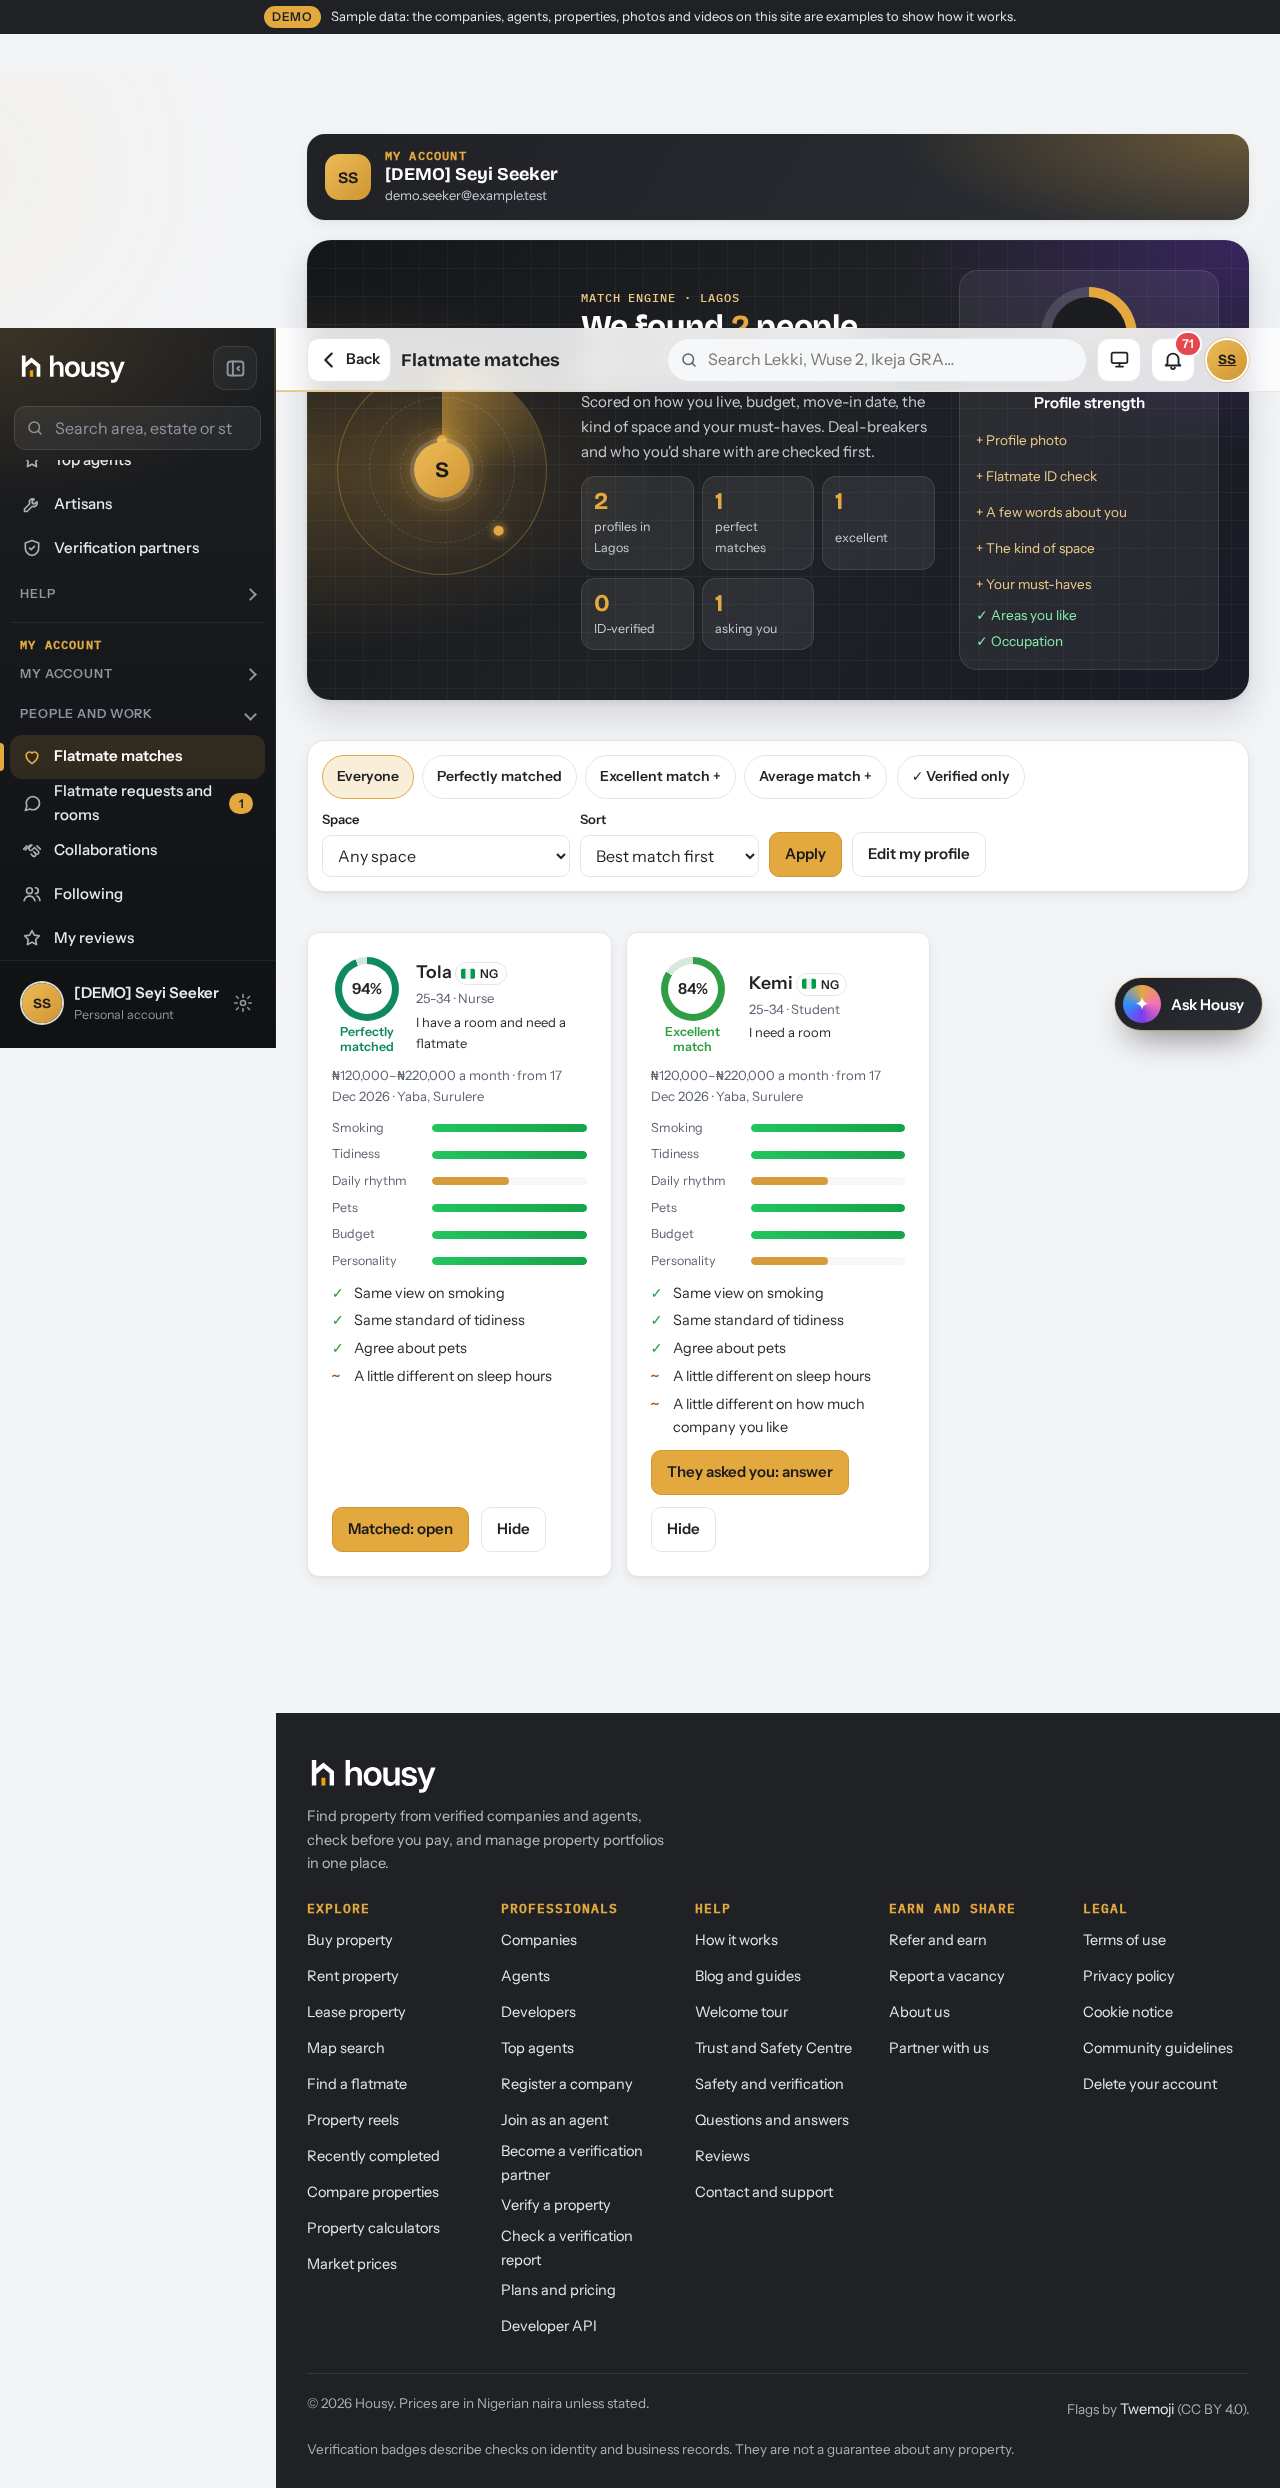 DEMO Sample data: the companies, agents, properties, photos and videos on this site are examples to show how it works.
SS
MY ACCOUNT
[DEMO] Seyi Seeker
demo.seeker@example.test
MATCH ENGINE · LAGOS
We found 2 people
Back
Flatmate matches
Search Lekki, Wuse 2, Ikeja GRA...
71
SS
housy
Search area, estate or st
Top agents
Artisans
Verification partners
HELP
MY ACCOUNT
MY ACCOUNT
PEOPLE AND WORK
Flatmate matches
Flatmate requests and
rooms
1
Collaborations
Following
My reviews
SS
[DEMO] Seyi Seeker
Personal account
S
Scored on how you live, budget, move-in date, the
kind of space and your must-haves. Deal-breakers
and who you'd share with are checked first.
2
profiles in
Lagos
1
perfect
matches
1
excellent
0
ID-verified
1
asking you
Profile strength
+ Profile photo
+ Flatmate ID check
+ A few words about you
+ The kind of space
+ Your must-haves
✓ Areas you like
✓ Occupation
Everyone
Perfectly matched
Excellent match +
Average match +
✓ Verified only
Space
Any space
Sort
Best match first
Apply
Edit my profile
94%
Perfectly
matched
Tola NG
25-34 · Nurse
I have a room and need a
flatmate
₦120,000–₦220,000 a month · from 17
Dec 2026 · Yaba, Surulere
Smoking
Tidiness
Daily rhythm
Pets
Budget
Personality
✓ Same view on smoking
✓ Same standard of tidiness
✓ Agree about pets
~ A little different on sleep hours
Matched: open
Hide
84%
Excellent
match
Kemi NG
25-34 · Student
I need a room
₦120,000–₦220,000 a month · from 17
Dec 2026 · Yaba, Surulere
Smoking
Tidiness
Daily rhythm
Pets
Budget
Personality
✓ Same view on smoking
✓ Same standard of tidiness
✓ Agree about pets
~ A little different on sleep hours
~ A little different on how much
company you like
They asked you: answer
Hide
Ask Housy
housy
Find property from verified companies and agents,
check before you pay, and manage property portfolios
in one place.
EXPLORE
Buy property
Rent property
Lease property
Map search
Find a flatmate
Property reels
Recently completed
Compare properties
Property calculators
Market prices
PROFESSIONALS
Companies
Agents
Developers
Top agents
Register a company
Join as an agent
Become a verification
partner
Verify a property
Check a verification
report
Plans and pricing
Developer API
HELP
How it works
Blog and guides
Welcome tour
Trust and Safety Centre
Safety and verification
Questions and answers
Reviews
Contact and support
EARN AND SHARE
Refer and earn
Report a vacancy
About us
Partner with us
LEGAL
Terms of use
Privacy policy
Cookie notice
Community guidelines
Delete your account
© 2026 Housy. Prices are in Nigerian naira unless stated.
Flags by Twemoji (CC BY 4.0).
Verification badges describe checks on identity and business records. They are not a guarantee about any property.